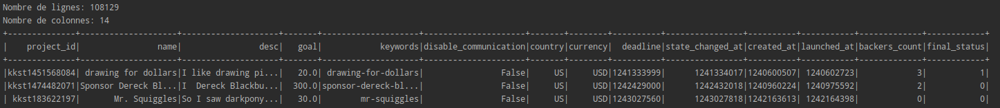 Nombre de lignes: 108129
Nombre de colonnes: 14
+--------------+-------------------+--------------------+-----+-------------------+---------------------+-------+--------+----------+----------------+----------+-----------+-------------+------------+
|    project_id|               name|                desc| goal|           keywords|disable_communication|country|currency|  deadline|state_changed_at|created_at|launched_at|backers_count|final_status|
+--------------+-------------------+--------------------+-----+-------------------+---------------------+-------+--------+----------+----------------+----------+-----------+-------------+------------+
|kkst1451568084| drawing for dollars|I like drawing pi...| 20.0| drawing-for-dollars|                False|     US|     USD|1241333999|      1241334017|1240600507| 1240602723|            3|           1|
|kkst1474482071|Sponsor Dereck Bl...|I  Dereck Blackbu...|300.0|sponsor-dereck-bl...|                False|     US|     USD|1242429000|      1242432018|1240960224| 1240975592|            2|           0|
| kkst183622197|       Mr. Squiggles|So I saw darkpony...| 30.0|        mr-squiggles|                False|     US|     USD|1243027560|      1243027818|1242163613| 1242164398|            0|           0|